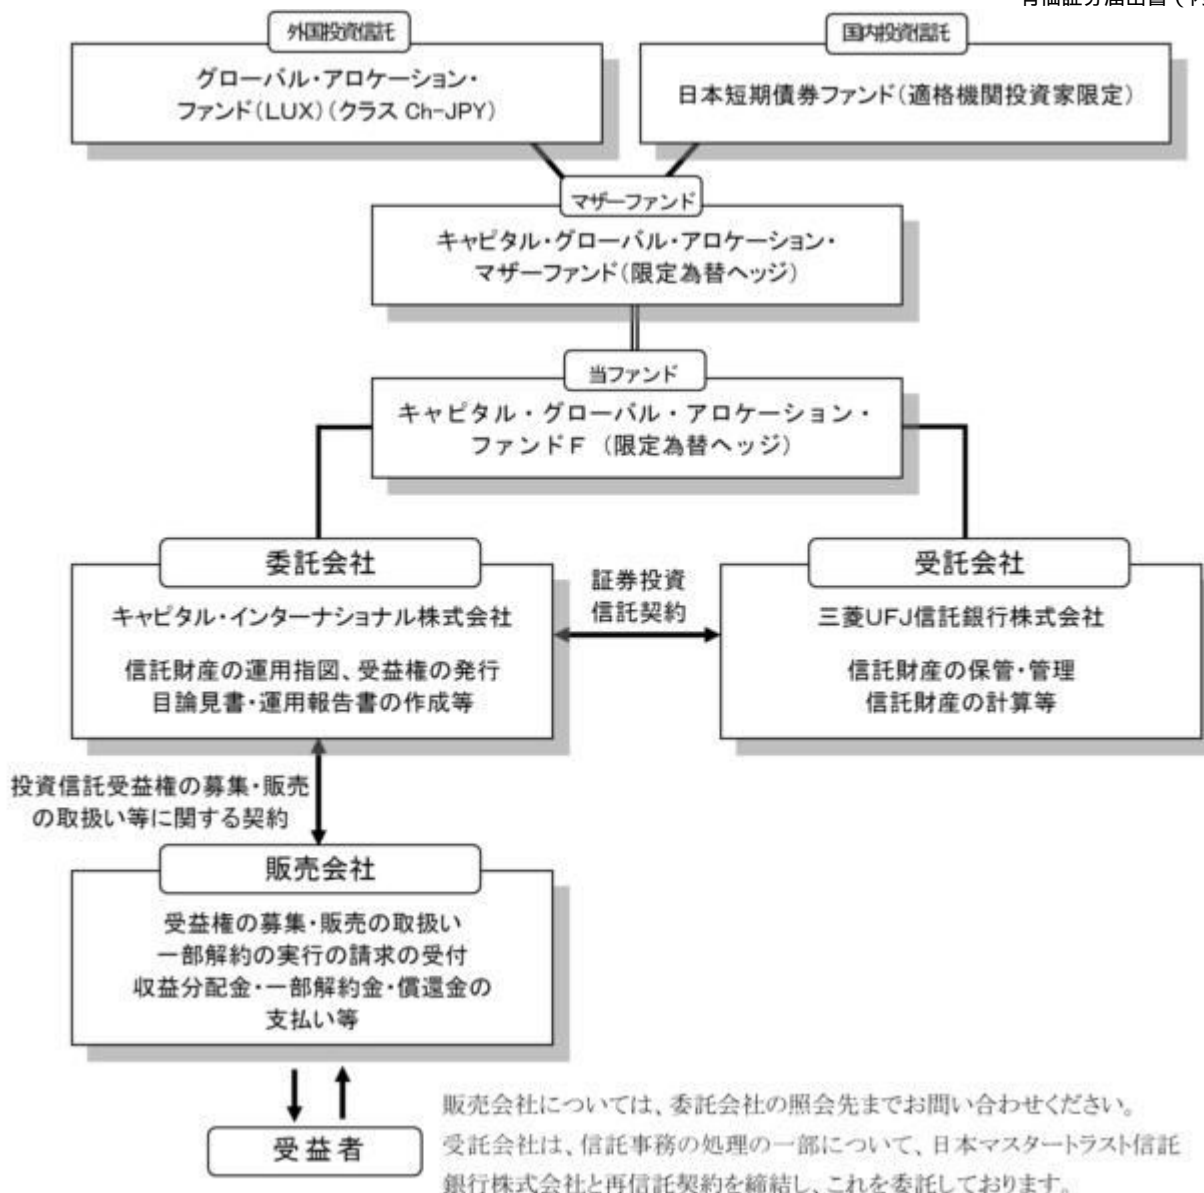 外国投資信託
グローバル・アロケーション・
ファンド(LUX)(クラス Ch-JPY)
国内投資信託
日本短期債券ファンド(適格機関投資家限定)
マザーファンド
キャピタル・グローバル・アロケーション・
マザーファンド(限定為替ヘッジ)
当ファンド
キャピタル・グローバル・アロケーション・
ファンドF (限定為替ヘッジ)
委託会社
キャピタル・インターナショナル株式会社
信託財産の運用指図、受益権の発行
目論見書・運用報告書の作成等
証券投資
信託契約
受託会社
三菱UFJ信託銀行株式会社
信託財産の保管・管理
信託財産の計算等
投資信託受益権の募集・販売
の取扱い等に関する契約
販売会社
受益権の募集・販売の取扱い
一部解約の実行の請求の受付
収益分配金・一部解約金・償還金の
支払い等
受益者
販売会社については、委託会社の照会先までお問い合わせください。
受託会社は、信託事務の処理の一部について、日本マスタートラスト信託
銀行株式会社と再信託契約を締結し、これを委託しております。